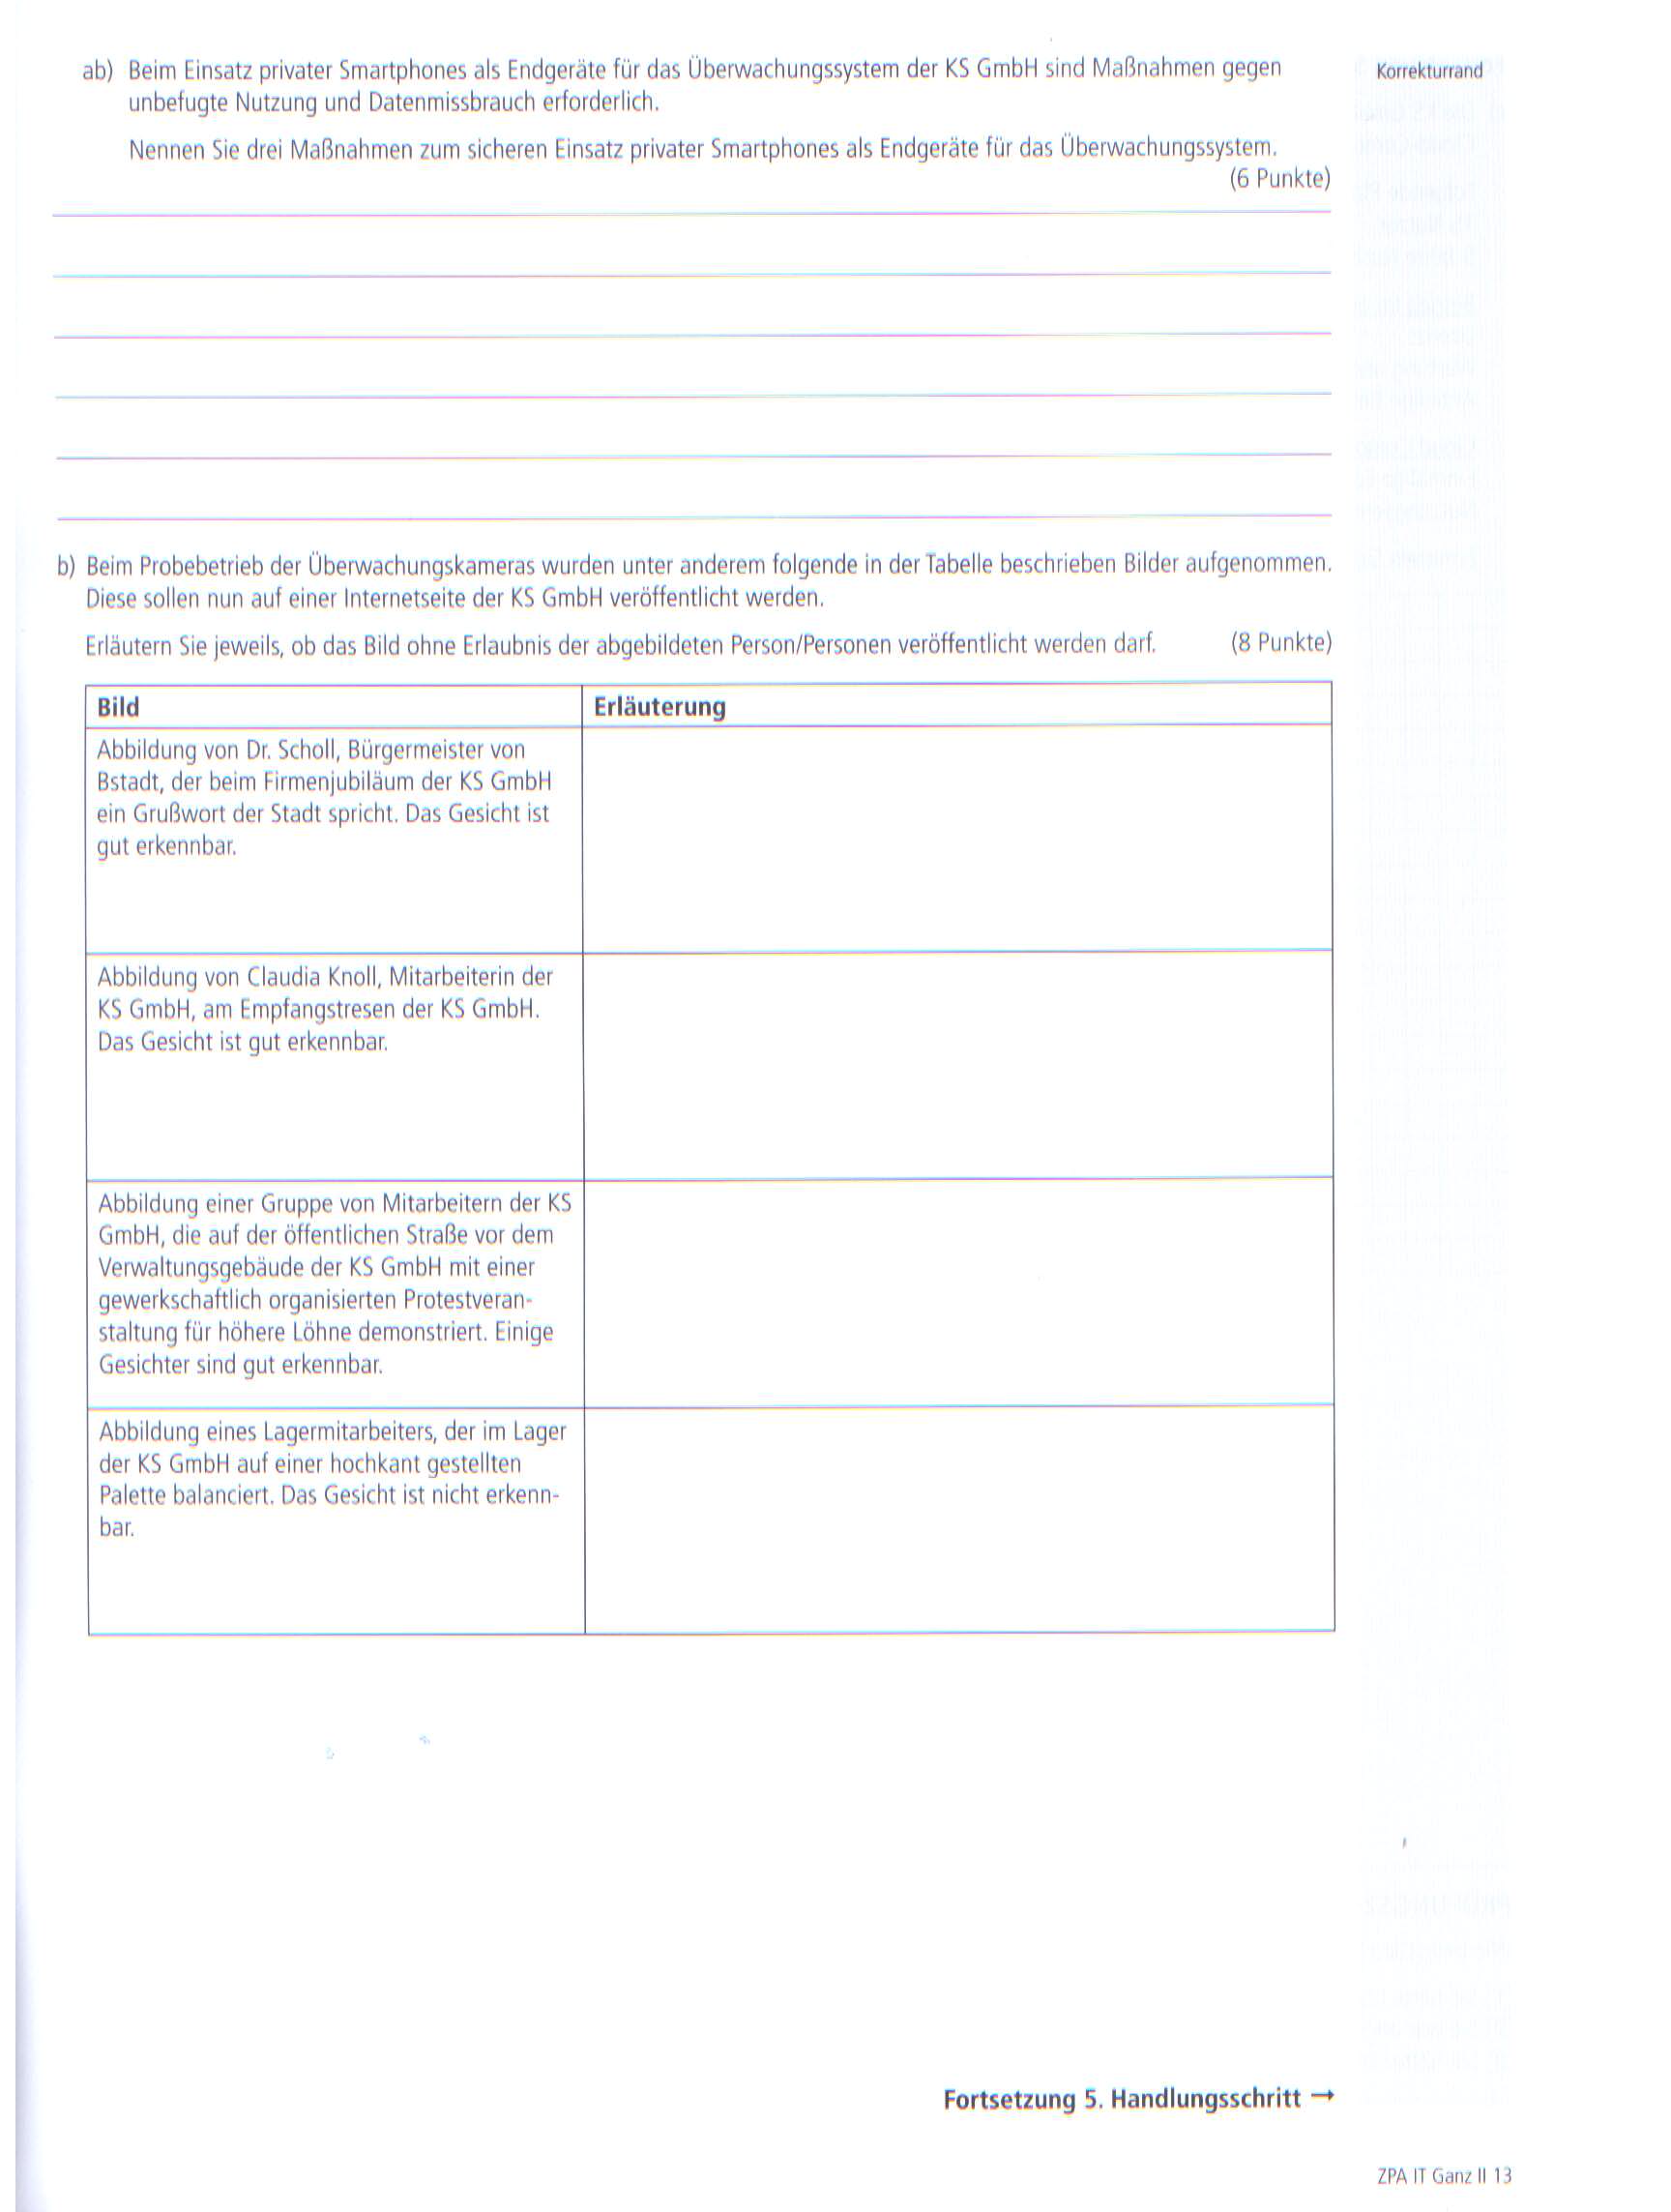 ab) Beim Einsatz privater Smartphones als Endgeräte für das Überwachungssystem der KS GmbH sind Maßnahmen gegen
unbefugte Nutzung und Datenmissbrauch erforderlich.
Korrekturrand
Nennen Sie drei Maßnahmen zum sicheren Einsatz privater Smartphones als Endgeräte für das Überwachungssystem.
(6 Punkte)
b) Beim Probebetrieb der Überwachungskameras wurden unter anderem folgende in der Tabelle beschrieben Bilder aufgenommen.
Diese sollen nun auf einer Internetseite der KS GmbH veröffentlicht werden.
Erläutern Sie jeweils, ob das Bild ohne Erlaubnis der abgebildeten Person/Personen veröffentlicht werden darf. (8 Punkte)
Bild Erläuterung
Abbildung von Dr. Scholl, Bürgermeister von
Bstadt, der beim Firmenjubiläum der KS GmbH
ein Grußwort der Stadt spricht. Das Gesicht ist
gut erkennbar.
Abbildung von Claudia Knoll, Mitarbeiterin der
KS GmbH, am Empfangstresen der KS GmbH.
Das Gesicht ist gut erkennbar.
Abbildung einer Gruppe von Mitarbeitern der KS
GmbH, die auf der öffentlichen Straße vor dem
Verwaltungsgebäude der KS GmbH mit einer
gewerkschaftlich organisierten Protestveran-
staltung für höhere Löhne demonstriert. Einige
Gesichter sind gut erkennbar.
Abbildung eines Lagermitarbeiters, der im Lager
der KS GmbH auf einer hochkant gestellten
Palette balanciert. Das Gesicht ist nicht erkenn-
bar.
Fortsetzung 5. Handlungsschritt →
ZPA IT Ganz II 13